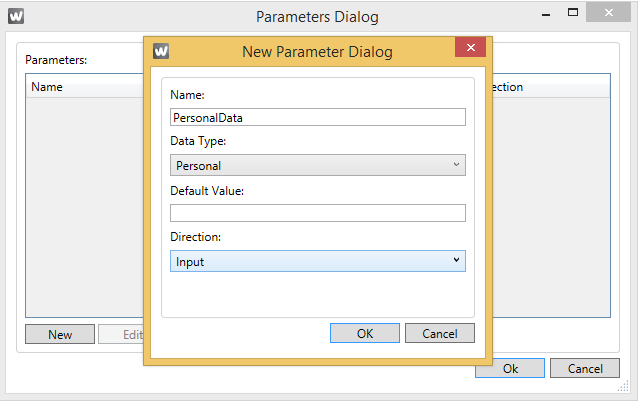 Parameters Dialog
New Parameter Dialog
Parameters:
Name
Name:
PersonalData
Data Type:
Personal
Default Value:
Direction:
Input
New
Edit
OK
Cancel
Ok
Cancel